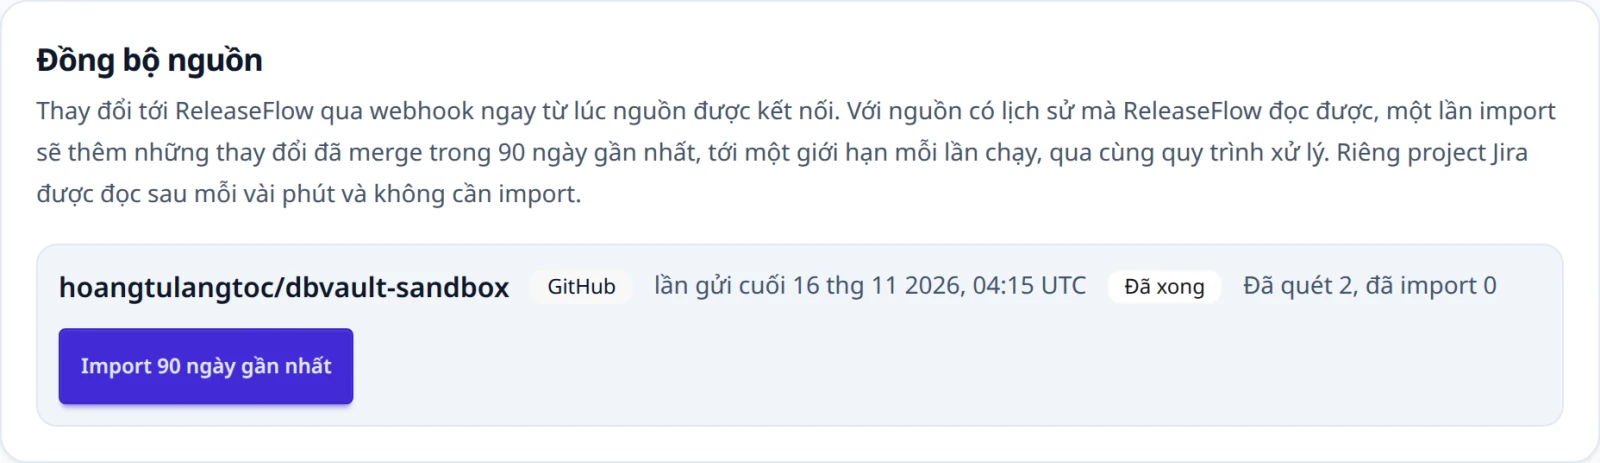 Đồng bộ nguồn
Thay đổi tới ReleaseFlow qua webhook ngay từ lúc nguồn được kết nối. Với nguồn có lịch sử mà ReleaseFlow đọc được, một lần import
sẽ thêm những thay đổi đã merge trong 90 ngày gần nhất, tới một giới hạn mỗi lần chạy, qua cùng quy trình xử lý. Riêng project Jira
được đọc sau mỗi vài phút và không cần import.
hoangtulangtoc/dbvault-sandbox GitHub lần gửi cuối 16 thg 11 2026, 04:15 UTC Đã xong Đã quét 2, đã import 0
Import 90 ngày gần nhất